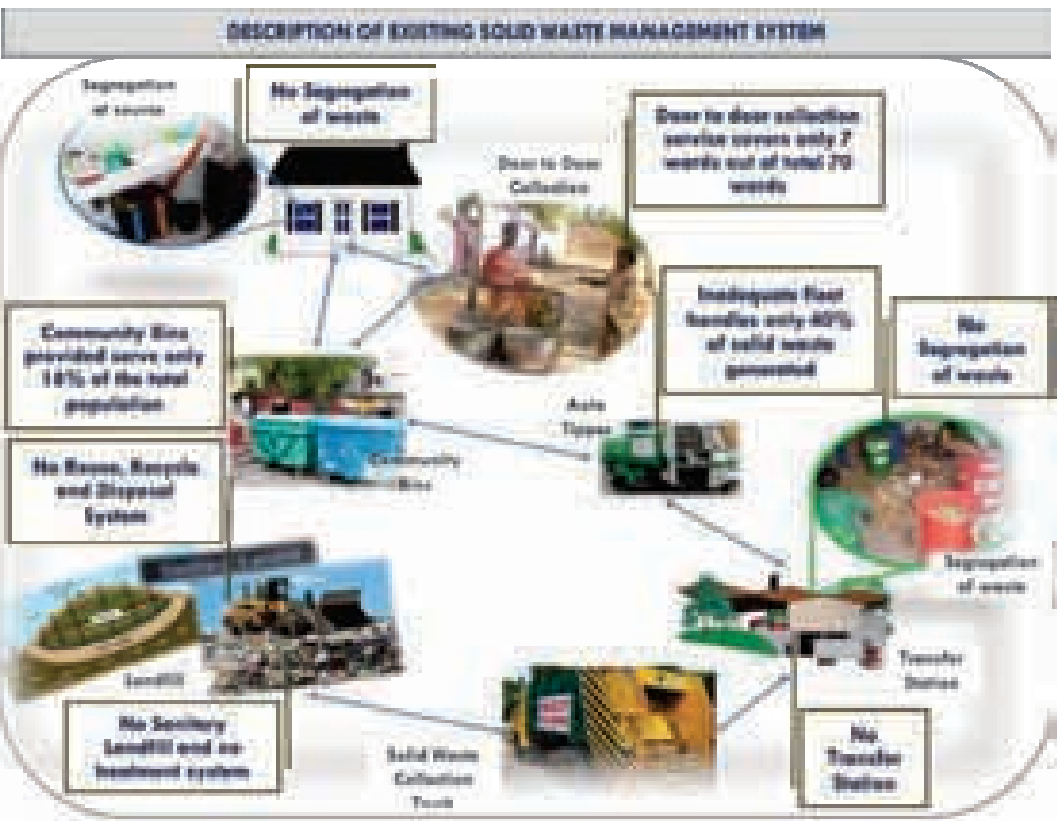 DESCRIPTION OF EXISTING SOLID WASTE MANAGEMENT SYSTEM
Segregation
at source
No Segregation
of waste
Door to Door
Collection
Door to door collection
service covers only 7
wards out of total 70
wards
Community Bins
provided serve only
18% of the total
population
Inadequate fleet
handles only 40%
of solid waste
generated
No
Segregation
of waste
Auto
Tipper
Community
Bins
No Reuse, Recycle
and Disposal
System
Segregation
of waste
Landfill
Transfer
Station
No Sanitary
Landfill and no
treatment system
Solid Waste
Collection
Truck
No
Transfer
Station